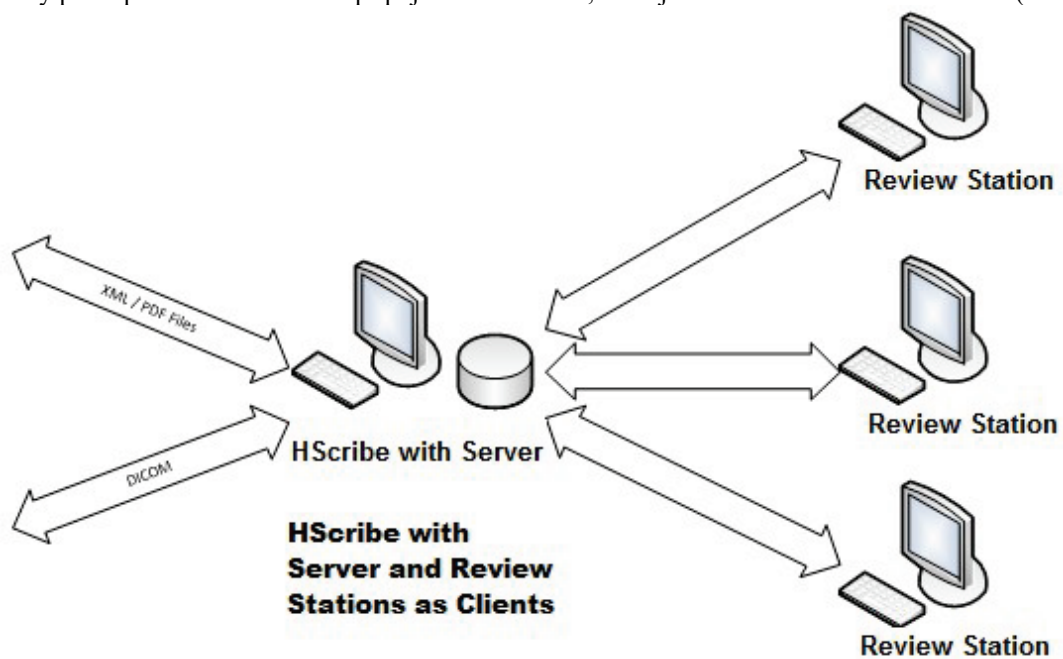 Review Station
XML / PDF Files
Review Station
HScribe with Server
DICOM
HScribe with
Server and Review
Stations as Clients
Review Station